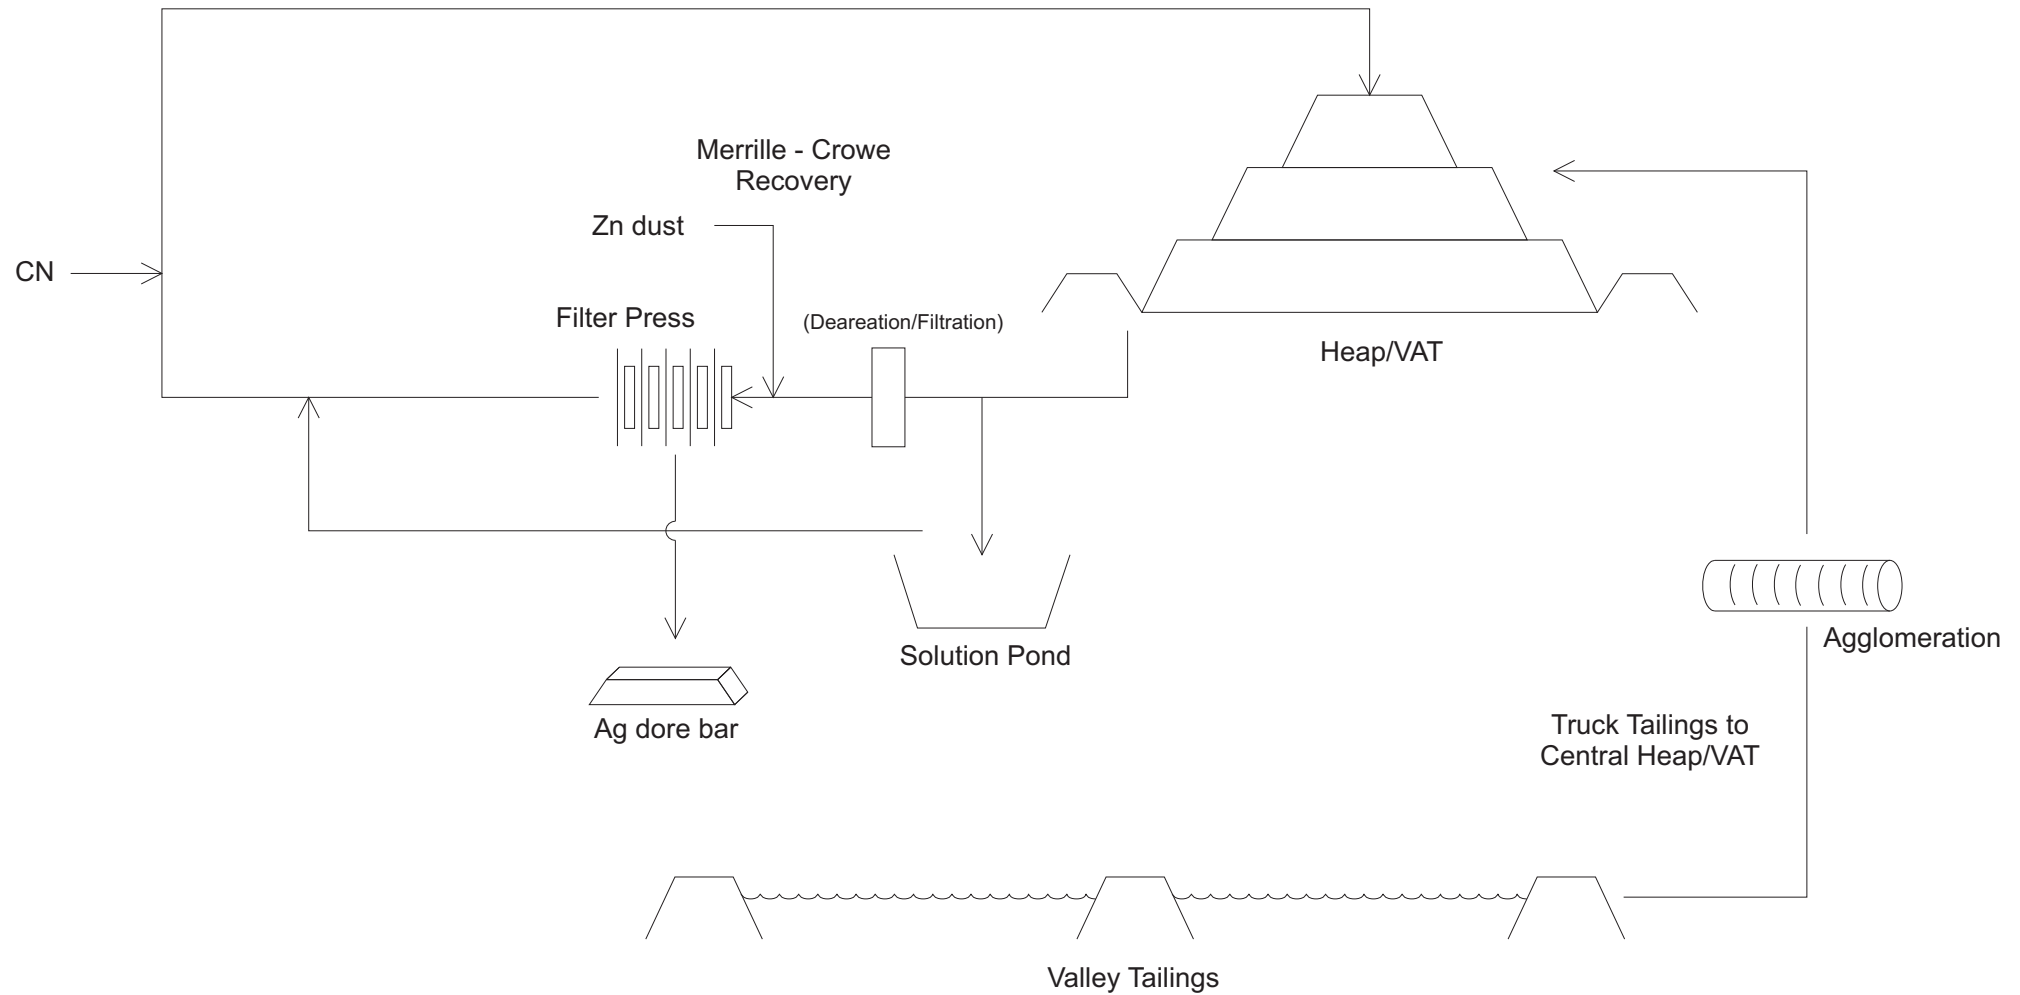 Merrille - Crowe
Recovery
Zn dust
CN
Filter Press
(Deareation/Filtration)
Heap/VAT
Agglomeration
Solution Pond
Ag dore bar
Truck Tailings to
Central Heap/VAT
Valley Tailings